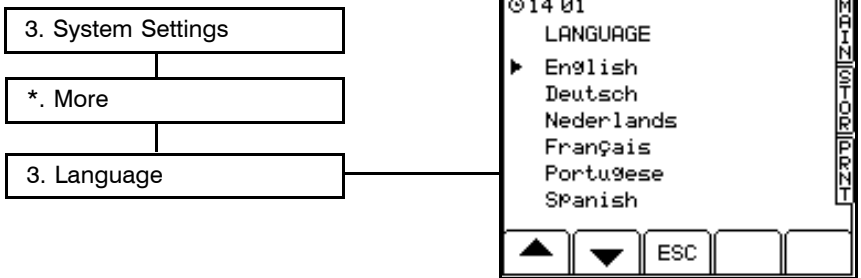 3. System Settings
*. More
3. Language
14 01
LANGUAGE
English
Deutsch
Nederlands
Français
Portugese
Spanish
ESC
MAIN
STOR
PRNT